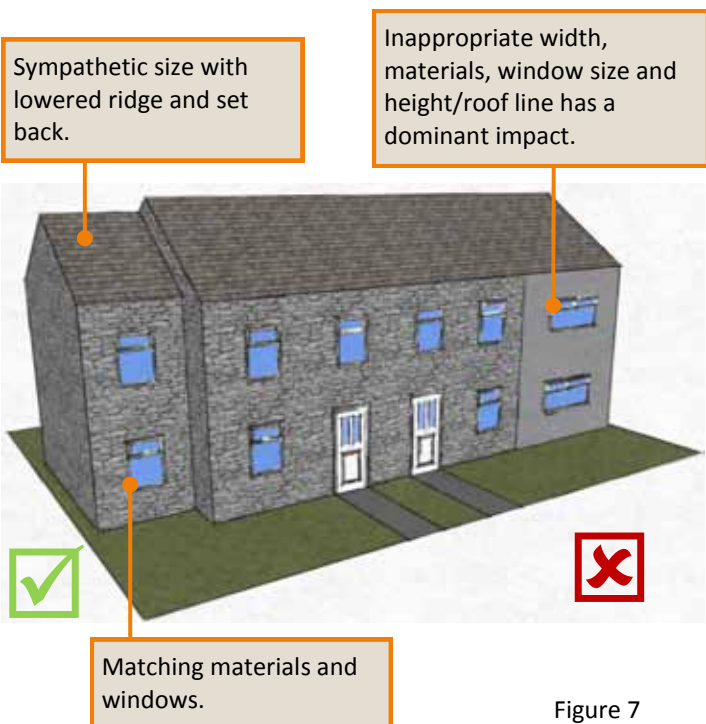 Sympathetic size with
lowered ridge and set
back.
Inappropriate width,
materials, window size and
height/roof line has a
dominant impact.
Matching materials and
windows.
Figure 7